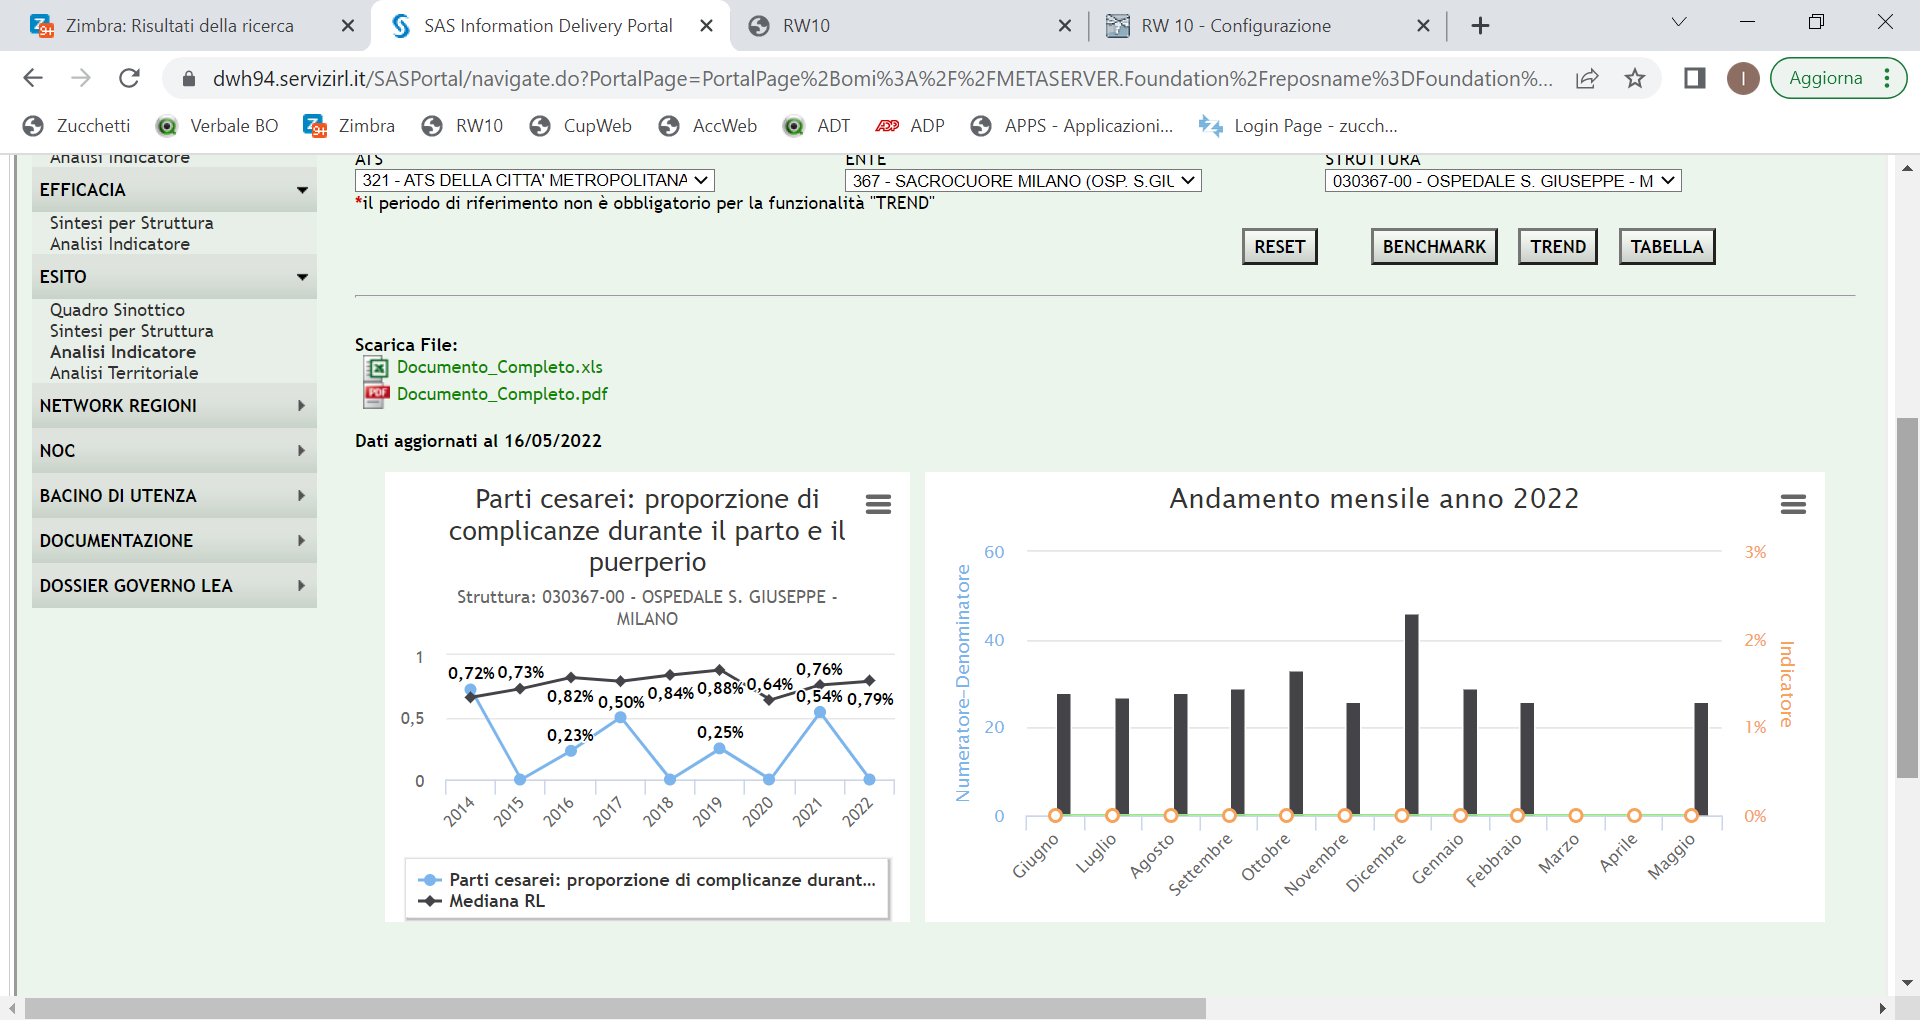 Zimbra: Risultati della ricerca
SAS Information Delivery Portal
RW10
RW 10 - Configurazione
dwh94.servizirl.it/SASPortal/navigate.do?PortalPage=PortalPage%2Bomi%3A%2F%2FMETASERVER.Foundation%2Freposname%3DFoundation%...
I
Aggiorna
Zucchetti
Verbale BO
Zimbra
RW10
CupWeb
AccWeb
ADT
ADP
APPS - Applicazioni...
Login Page - zucch...
Analisi Indicatore
EFFICACIA
Sintesi per Struttura
Analisi Indicatore
ESITO
Quadro Sinottico
Sintesi per Struttura
Analisi Indicatore
Analisi Territoriale
NETWORK REGIONI
NOC
BACINO DI UTENZA
DOCUMENTAZIONE
DOSSIER GOVERNO LEA
ATS
ENTE
STRUTTURA
321 - ATS DELLA CITTA' METROPOLITANA
367 - SACROCUORE MILANO (OSP. S.GIU
030367-00 - OSPEDALE S. GIUSEPPE - M
*il periodo di riferimento non è obbligatorio per la funzionalità "TREND"
RESET
BENCHMARK
TREND
TABELLA
Scarica File:
Documento_Completo.xls
PDF
Documento_Completo.pdf
Dati aggiornati al 16/05/2022
Parti cesarei: proporzione di
complicanze durante il parto e il
puerperio
Struttura: 030367-00 - OSPEDALE S. GIUSEPPE -
MILANO
1
0,5
0
0,72%
0,73%
0,82%
0,50%
0,84%
0,88%
0,64%
0,76%
0,54%
0,79%
0,23%
0,25%
2014
2015
2016
2017
2018
2019
2020
2021
2022
Parti cesarei: proporzione di complicanze durant...
Mediana RL
Andamento mensile anno 2022
Numeratore-Denominatore
60
40
20
0
3%
2%
1%
0%
Indicatore
Giugno
Luglio
Agosto
Settembre
Ottobre
Novembre
Dicembre
Gennaio
Febbraio
Marzo
Aprile
Maggio